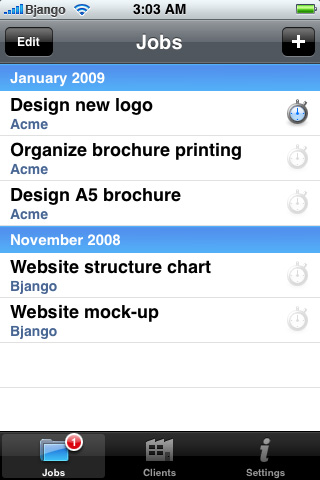 Bjango 3:03 AM
Edit Jobs +
January 2009
Design new logo
Acme
Organize brochure printing
Acme
Design A5 brochure
Acme
November 2008
Website structure chart
Bjango
Website mock-up
Bjango
1
Jobs Clients Settings